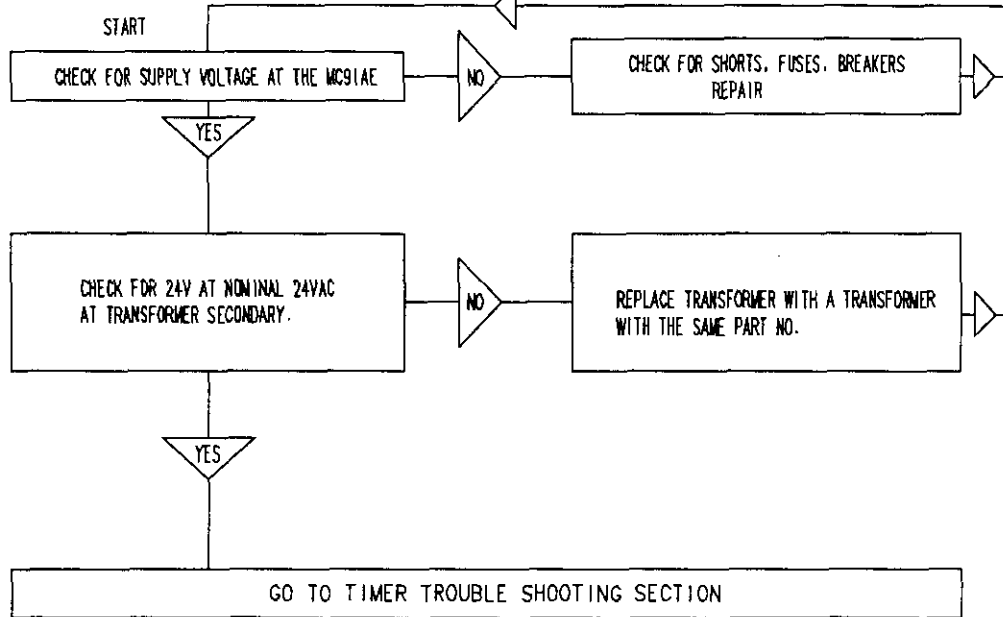 START
CHECK FOR SUPPLY VOLTAGE AT THE MC91AE
NO
CHECK FOR SHORTS, FUSES, BREAKERS
REPAIR
YES
CHECK FOR 24V AT NOMINAL 24VAC
AT TRANSFORMER SECONDARY.
NO
REPLACE TRANSFORMER WITH A TRANSFORMER
WITH THE SAME PART NO.
YES
GO TO TIMER TROUBLE SHOOTING SECTION